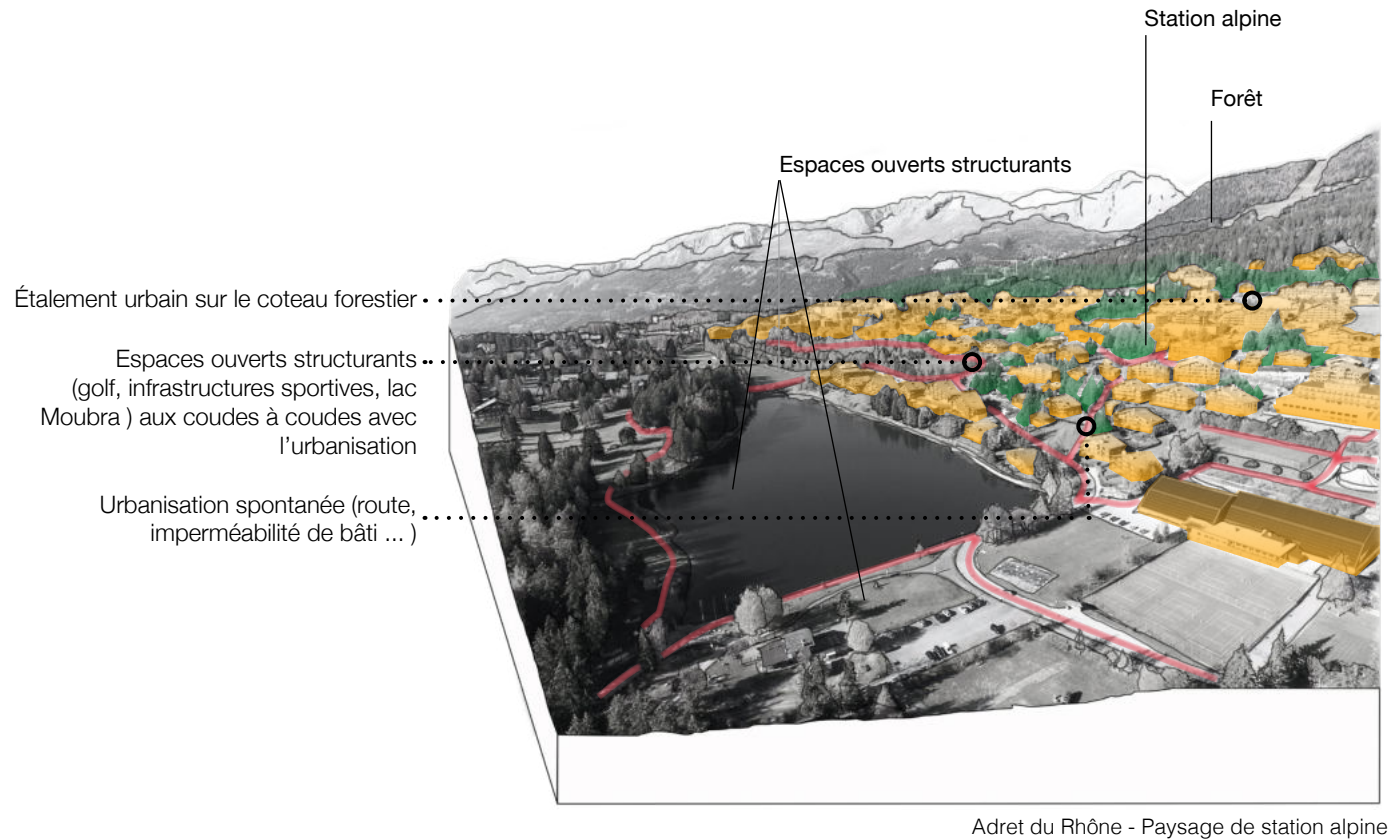 Station alpine
Forêt
Espaces ouverts structurants
Étalement urbain sur le coteau forestier
Espaces ouverts structurants
(golf, infrastructures sportives, lac
Moubra ) aux coudes à coudes avec
l'urbanisation
Urbanisation spontanée (route,
imperméabilité de bâti ... )
Adret du Rhône - Paysage de station alpine